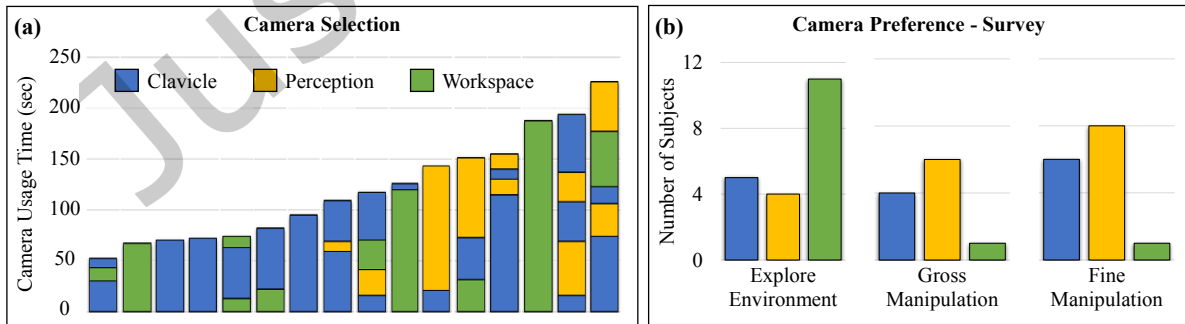 (a) Camera Selection
Camera Usage Time (sec)
250
200
150
100
50
0
Clavicle Perception Workspace
Jus
(b) Camera Preference - Survey
Number of Subjects
12
8
4
0
Explore Environment
Gross Manipulation
Fine Manipulation